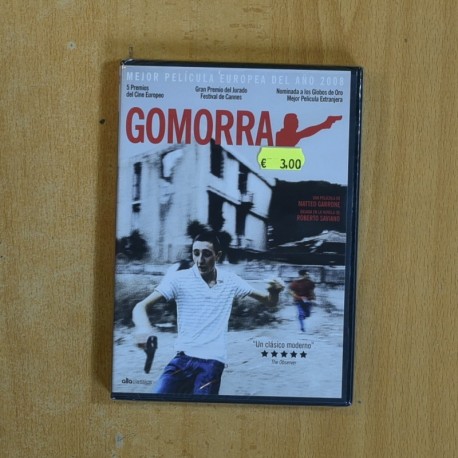 MEJOR PELÍCULA EUROPEA DEL AÑO 2008
5 Premios
del Cine Europeo
Gran Premio del Jurado
Festival de Cannes
Nominada a los Globos de Oro
Mejor Película Extranjera
GOMORRA
€ 3.00
UNA PELÍCULA DE
MATTEO GARRONE
BASADA EN LA NOVELA DE
ROBERTO SAVIANO
"Un clásico moderno"
The Observer